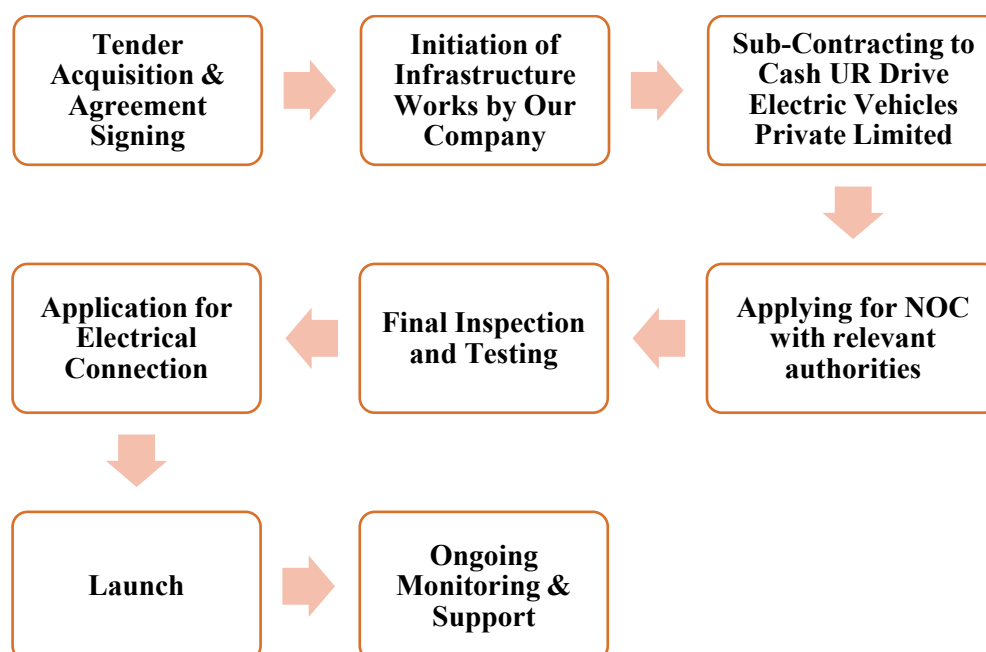 Tender
Acquisition &
Agreement
Signing
Initiation of
Infrastructure
Works by Our
Company
Sub-Contracting to
Cash UR Drive
Electric Vehicles
Private Limited
Applying for NOC
with relevant
authorities
Final Inspection
and Testing
Application for
Electrical
Connection
Launch
Ongoing
Monitoring &
Support